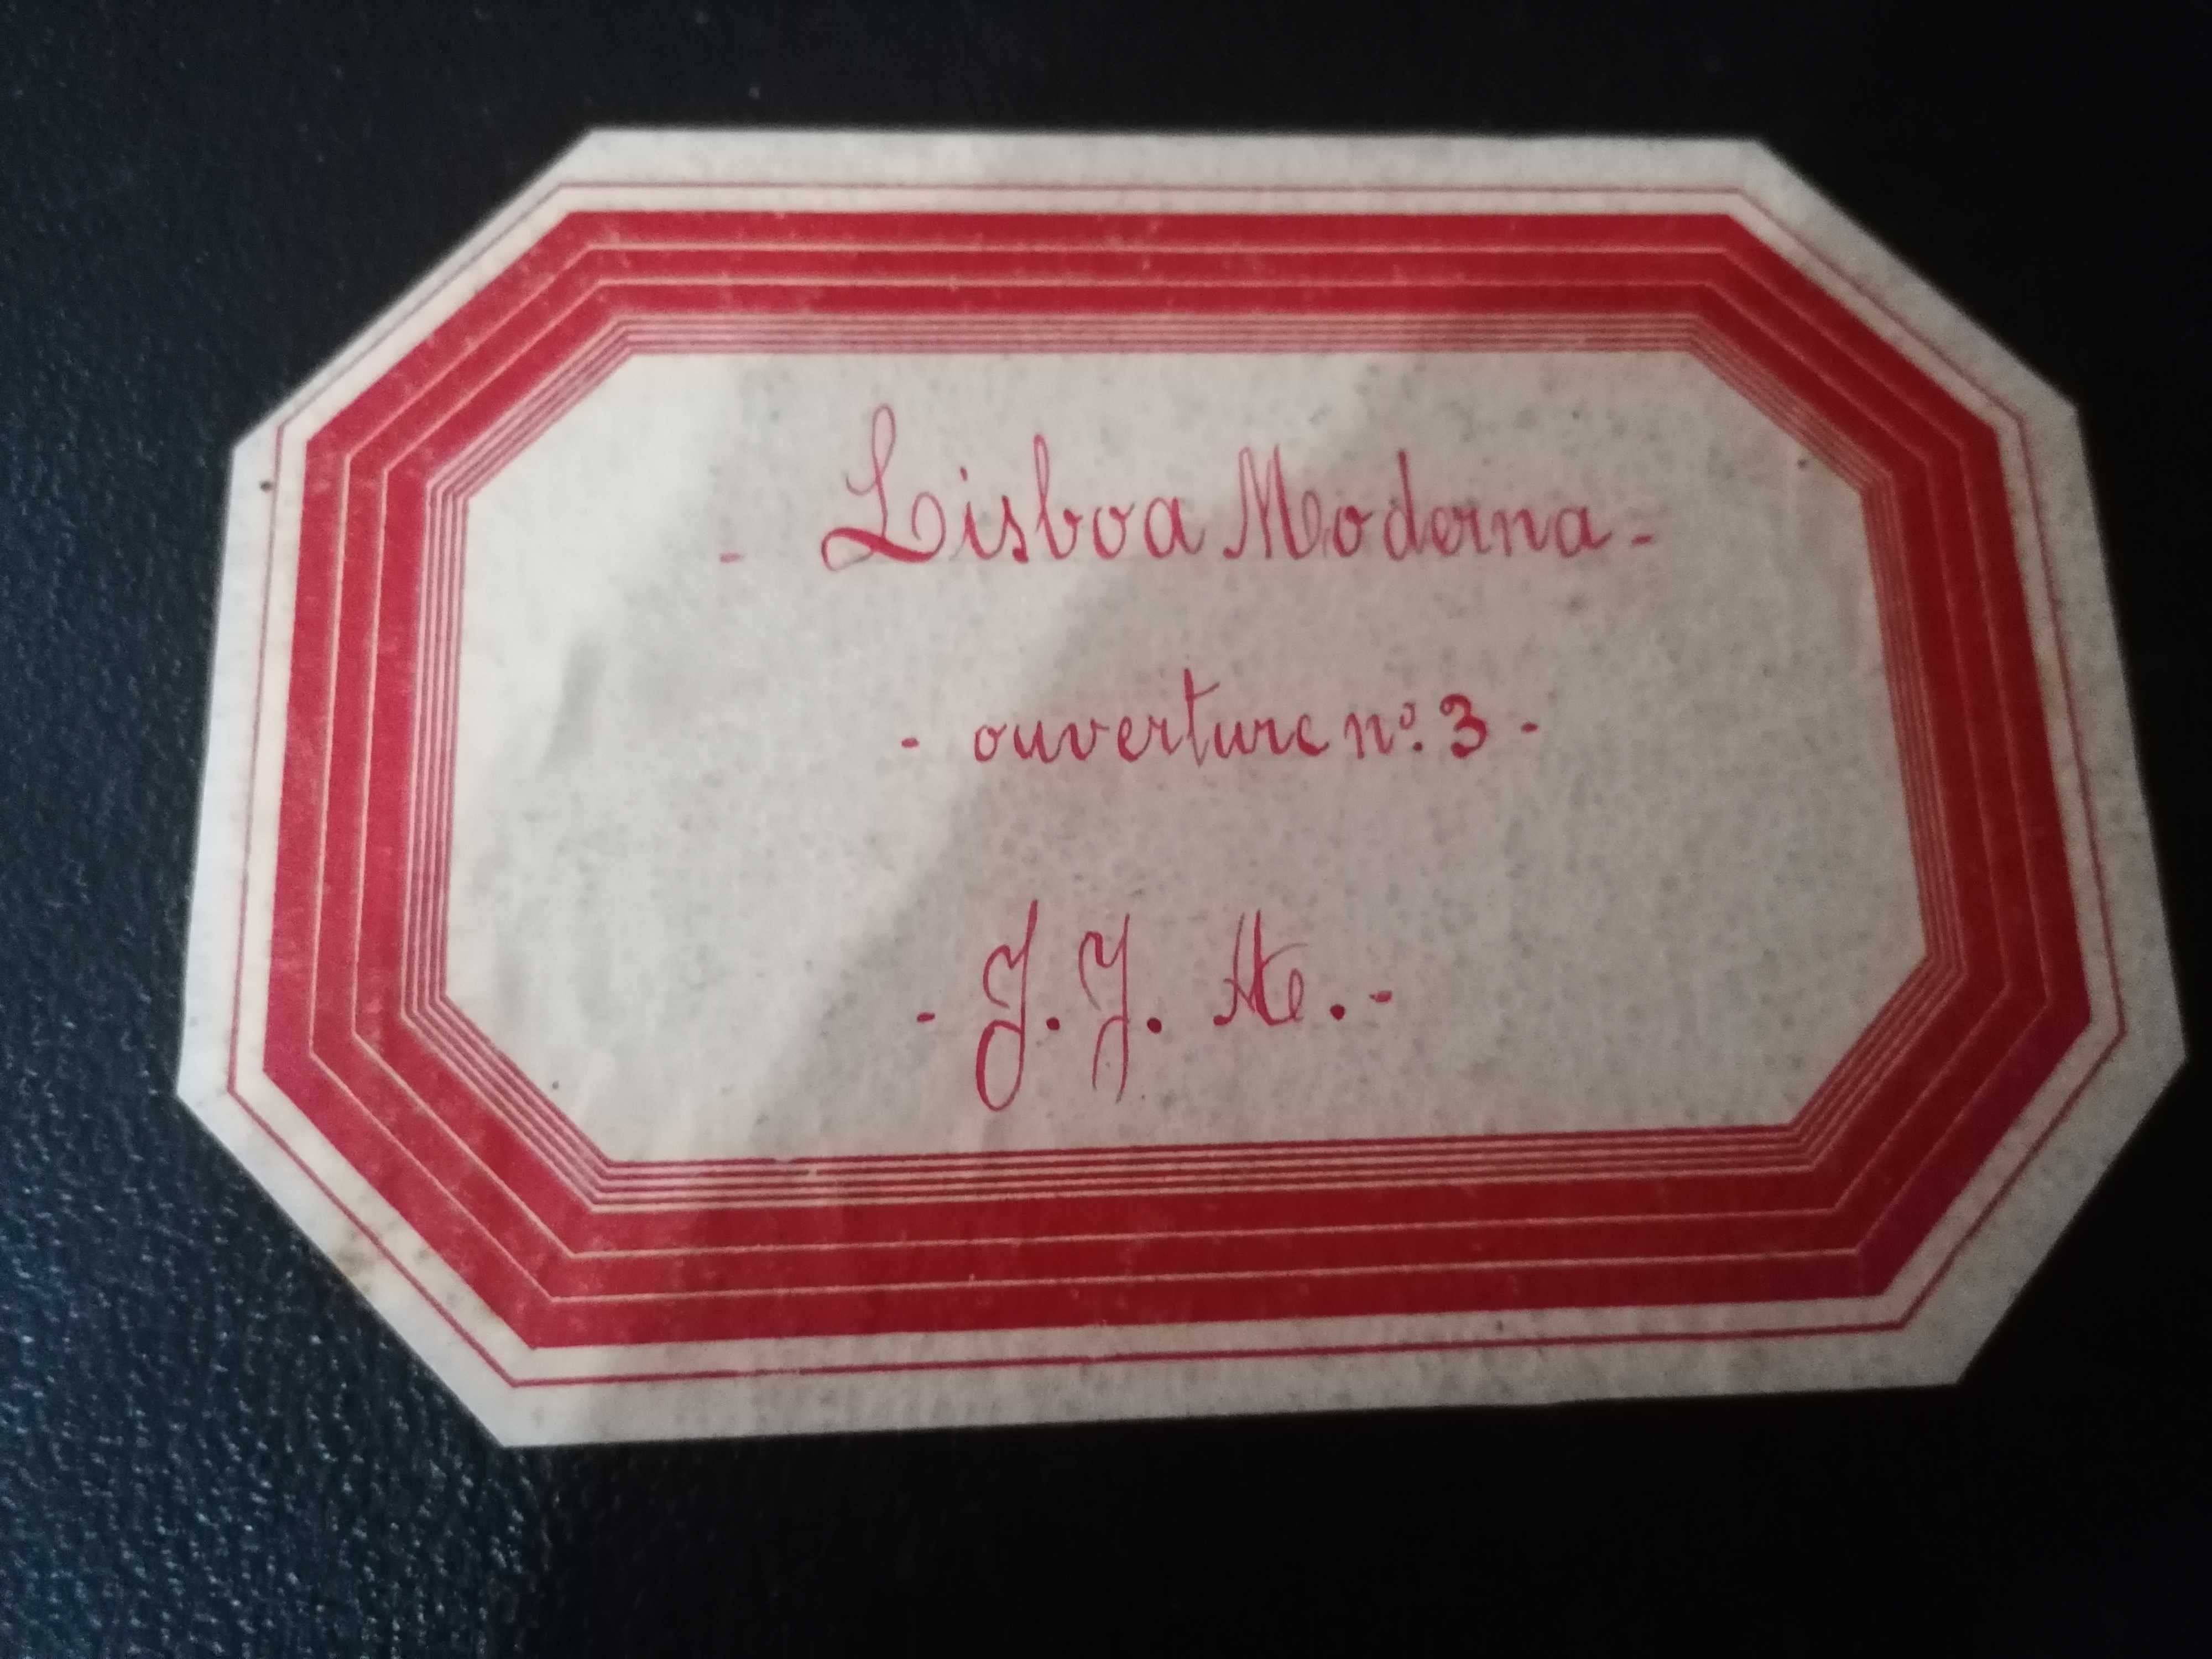 - Lisboa Moderna -
- ouverture nº. 3 -
- J. J.